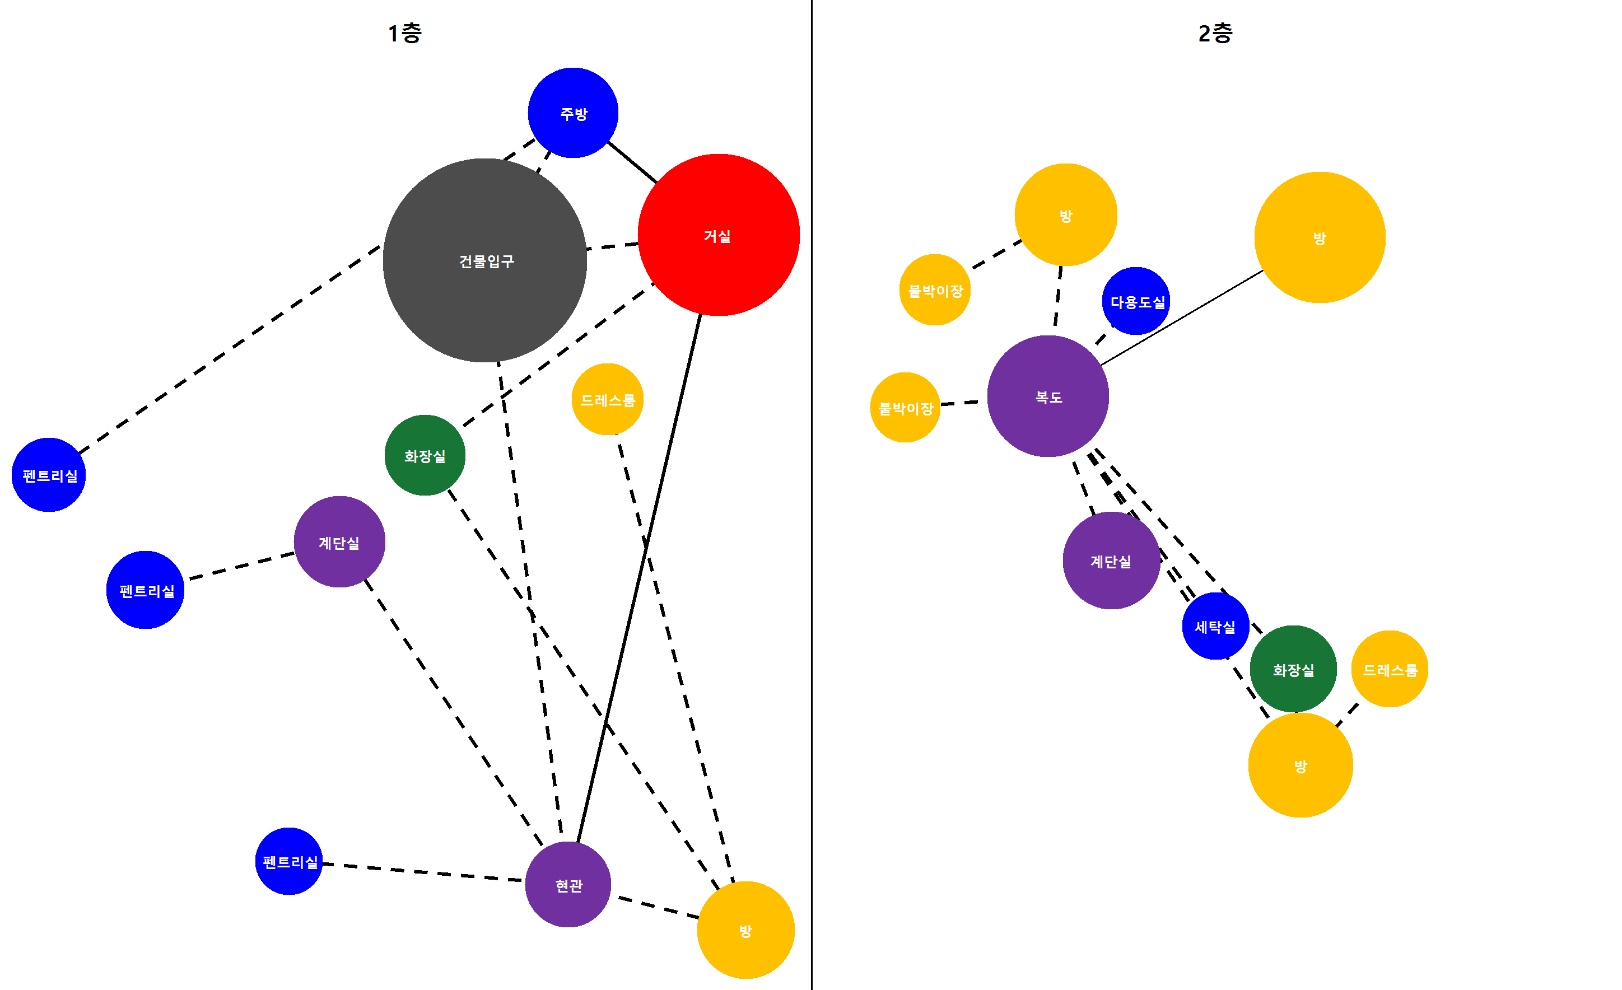 1층
주방
거실
건물입구
드레스룸
화장실
펜트리실
계단실
펜트리실
펜트리실
현관
방
2층
방
방
붙박이장
다용도실
복도
붙박이장
계단실
세탁실
화장실
드레스룸
방